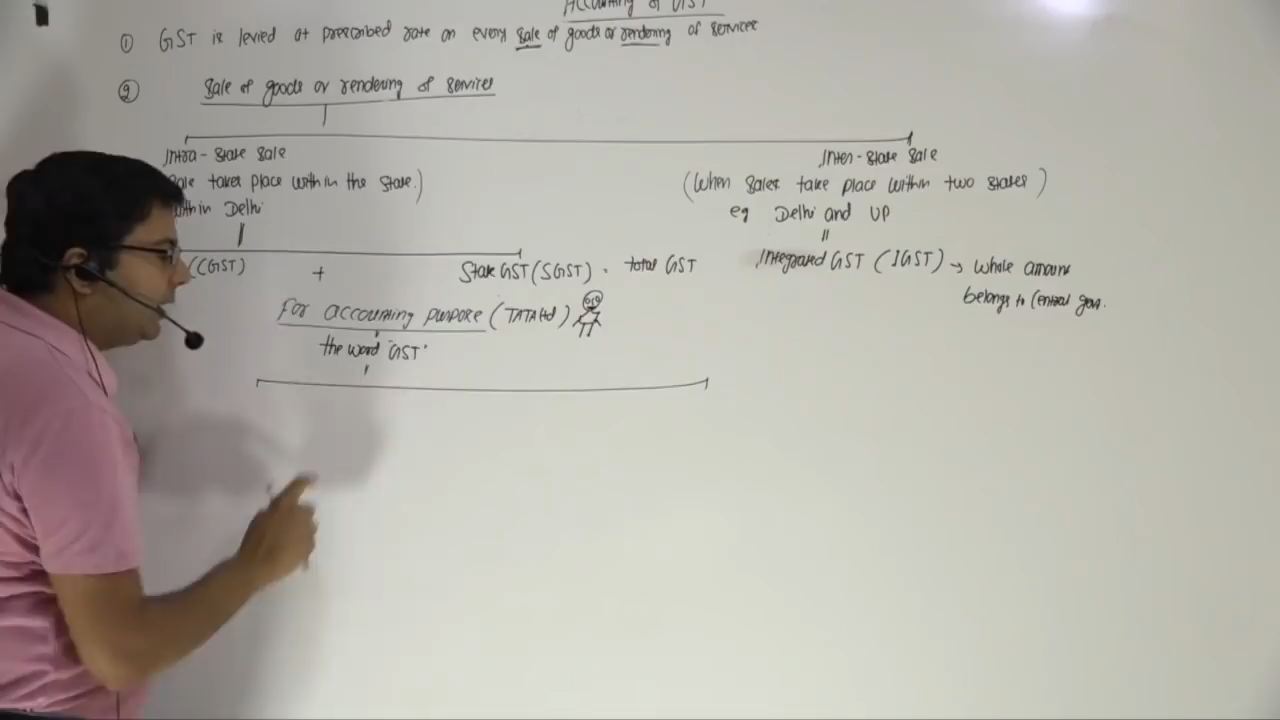 Accounting of GST
① GST is levied at prescribed rate on every sale of goods or rendering of services
② Sale of goods or rendering of services
Intra-State Sale
Sale takes place within the state.)
within Delhi
(CGST) + State GST (SGST) = total GST
Inter-State Sale
(When sales take place within two states)
eg Delhi and UP
Integrated GST (IGST) → Whole amount
belongs to Central govt.
For accounting purpose (TATA ltd)
the word "GST"